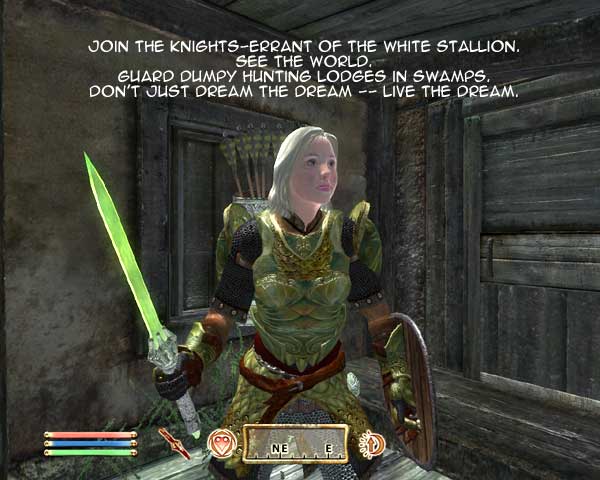 JOIN THE KNIGHTS-ERRANT OF THE WHITE STALLION.
SEE THE WORLD.
GUARD DUMPY HUNTING LODGES IN SWAMPS.
DON'T JUST DREAM THE DREAM -- LIVE THE DREAM.
NE E